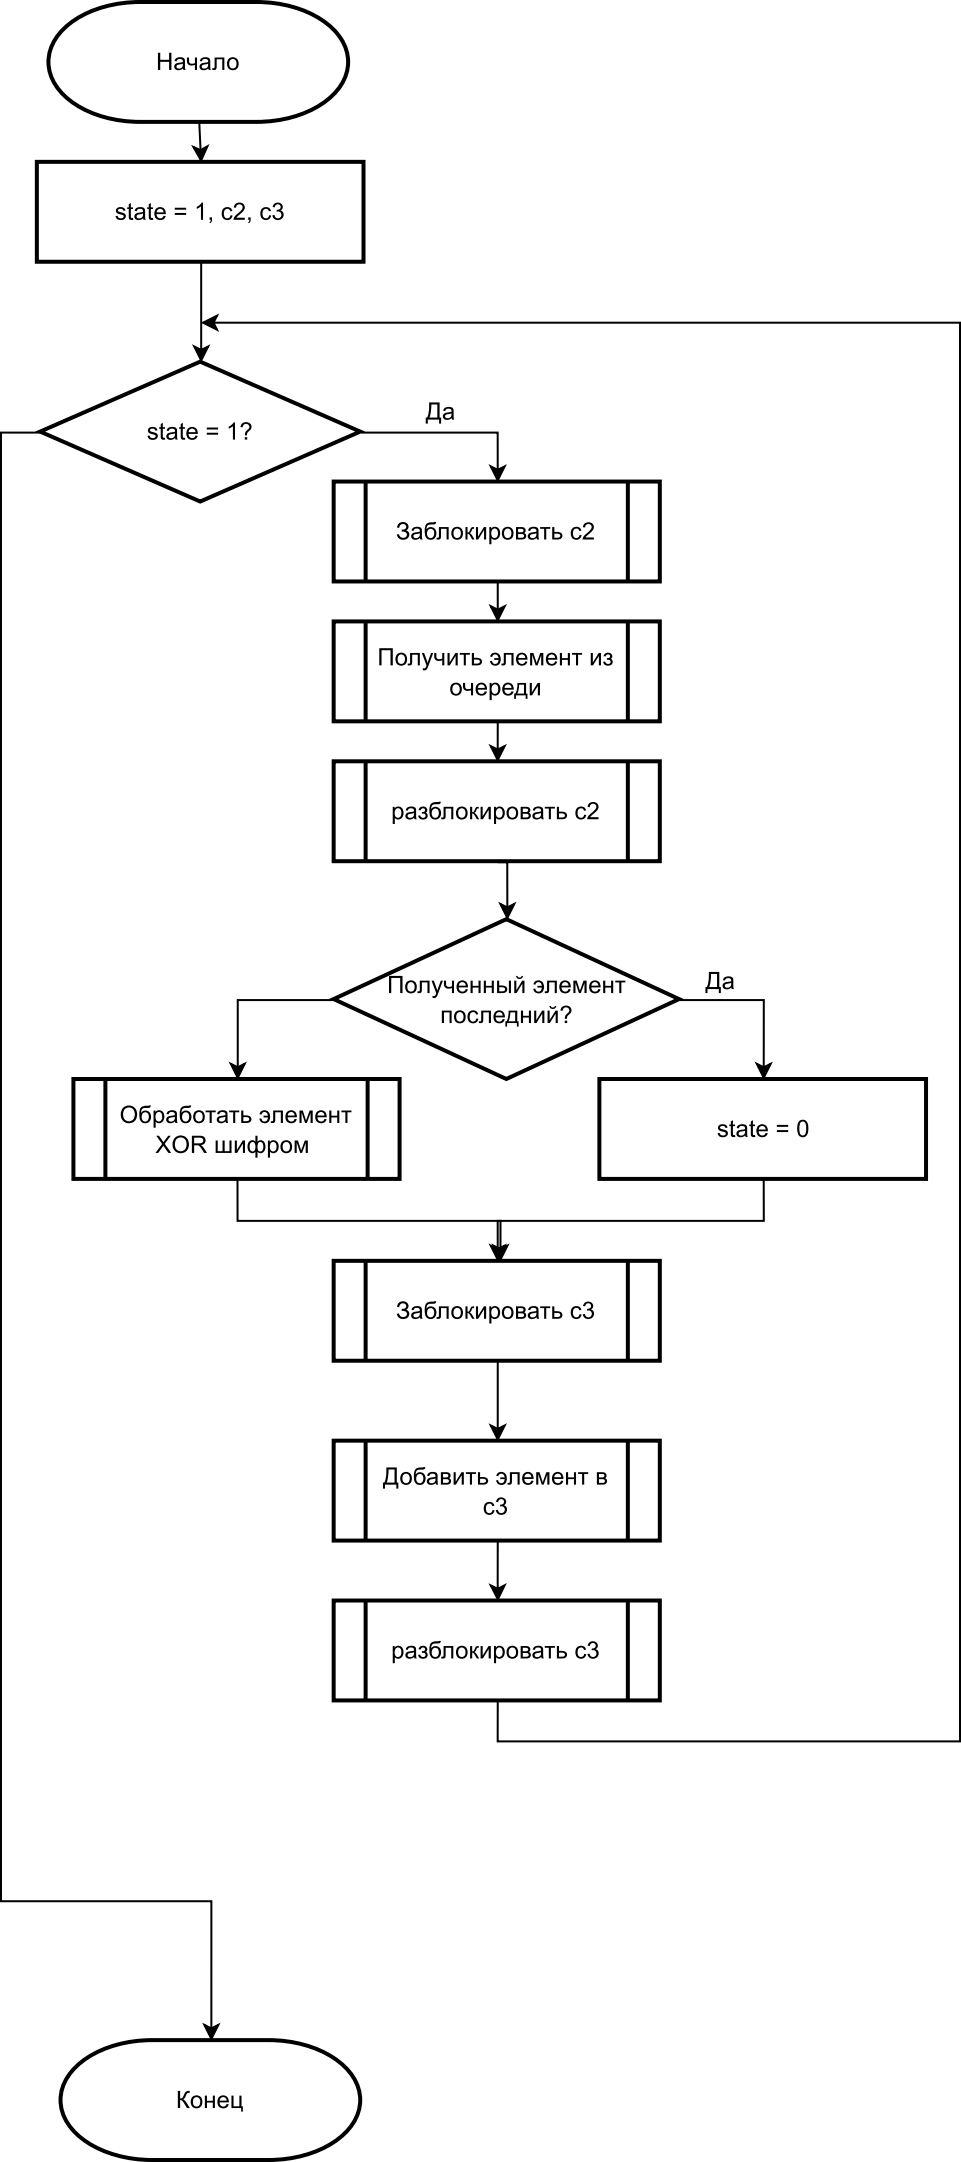 Начало
state = 1, c2, c3
state = 1?
Да
Заблокировать c2
Получить элемент из
очереди
разблокировать c2
Полученный элемент
последний?
Да
Обработать элемент
XOR шифром
state = 0
Заблокировать c3
Добавить элемент в
c3
разблокировать c3
Конец